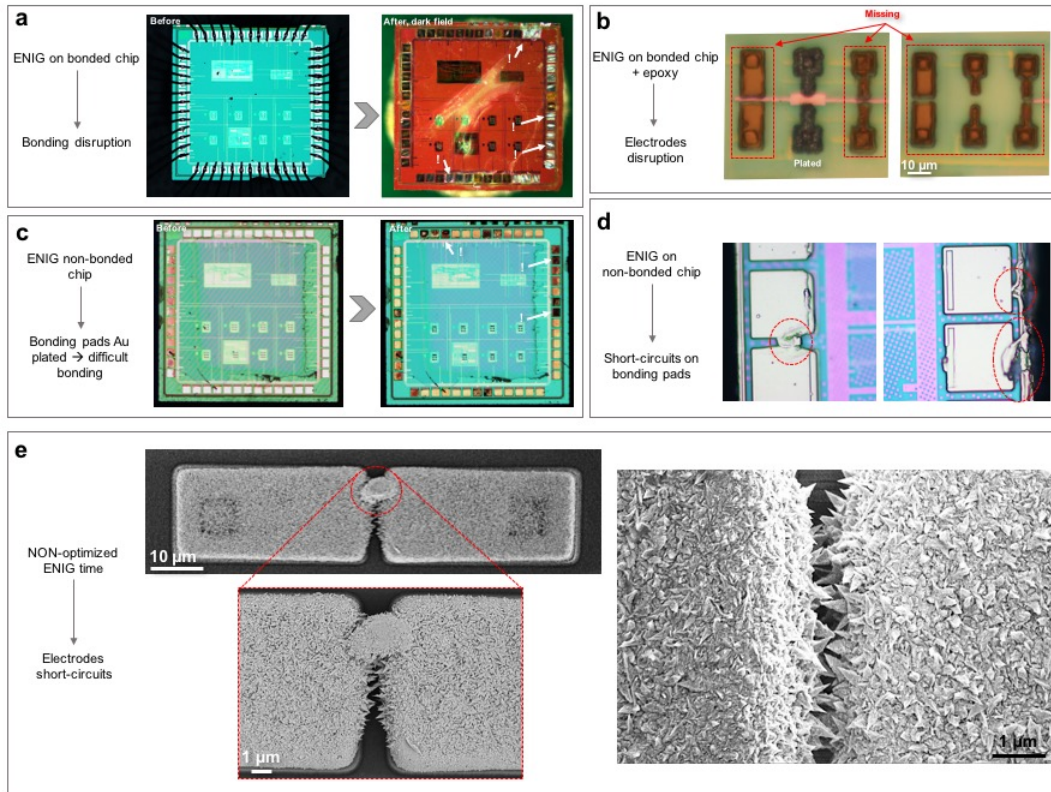 a
Before
After, dark field
ENIG on bonded chip
Bonding disruption
!
!
!
!
b
Missing
ENIG on bonded chip
+ epoxy
Electrodes
disruption
Plated
10 µm
c
Before
After
ENIG non-bonded
chip
Bonding pads Au
plated → difficult
bonding
!
!
!
d
ENIG on
non-bonded chip
Short-circuits on
bonding pads
e
NON-optimized
ENIG time
Electrodes
short-circuits
10 µm
1 µm
1 µm